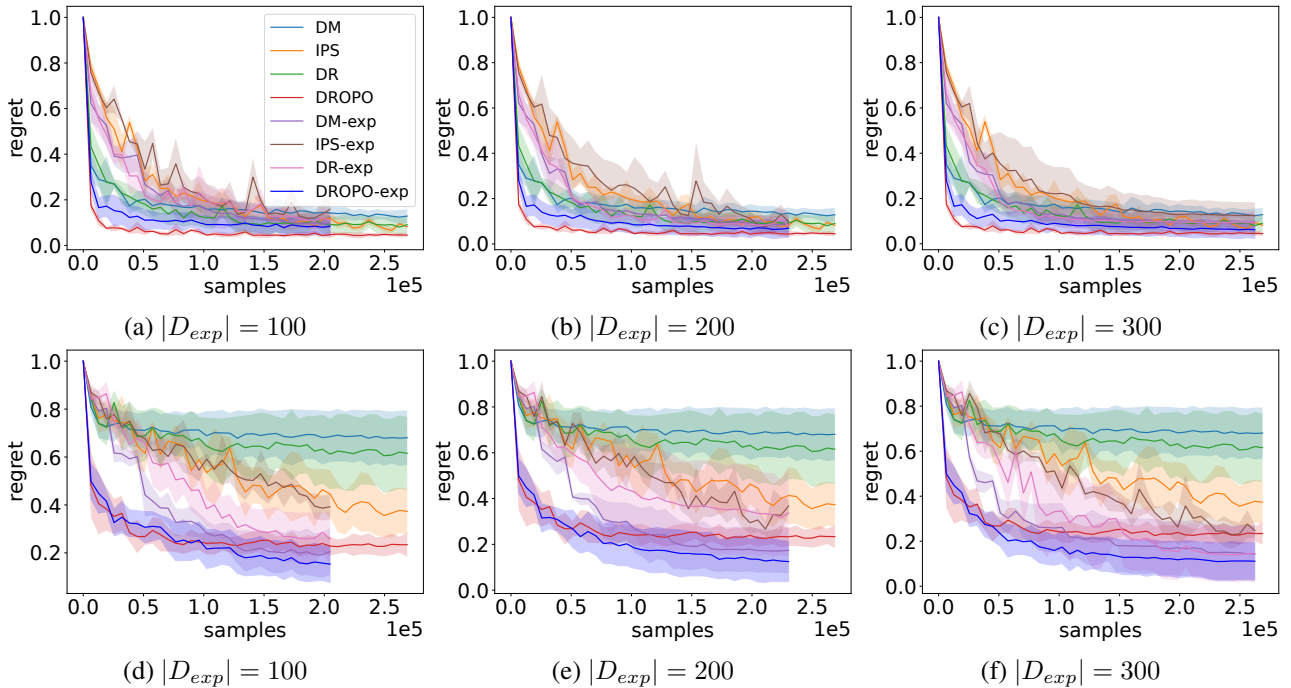 1.0
0.8
0.6
0.4
0.2
0.0
regret
DM
IPS
DR
DROPO
DM-exp
IPS-exp
DR-exp
DROPO-exp
0.0 0.5 1.0 1.5 2.0 2.5
samples 1e5
(a) |D_exp| = 100
1.0
0.8
0.6
0.4
0.2
0.0
regret
0.0 0.5 1.0 1.5 2.0 2.5
samples 1e5
(b) |D_exp| = 200
1.0
0.8
0.6
0.4
0.2
0.0
regret
0.0 0.5 1.0 1.5 2.0 2.5
samples 1e5
(c) |D_exp| = 300
1.0
0.8
0.6
0.4
0.2
regret
0.0 0.5 1.0 1.5 2.0 2.5
samples 1e5
(d) |D_exp| = 100
1.0
0.8
0.6
0.4
0.2
0.0
regret
0.0 0.5 1.0 1.5 2.0 2.5
samples 1e5
(e) |D_exp| = 200
1.0
0.8
0.6
0.4
0.2
0.0
regret
0.0 0.5 1.0 1.5 2.0 2.5
samples 1e5
(f) |D_exp| = 300